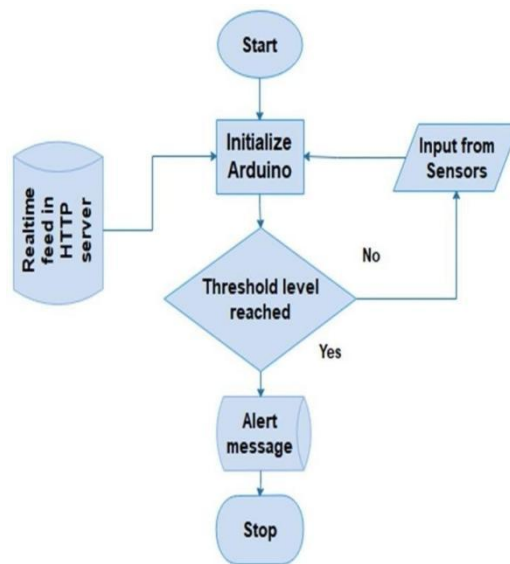 Start
Initialize
Arduino
Input from
Sensors
Realtime
feed in
HTTP
server
No
Threshold level
reached
Yes
Alert
message
Stop